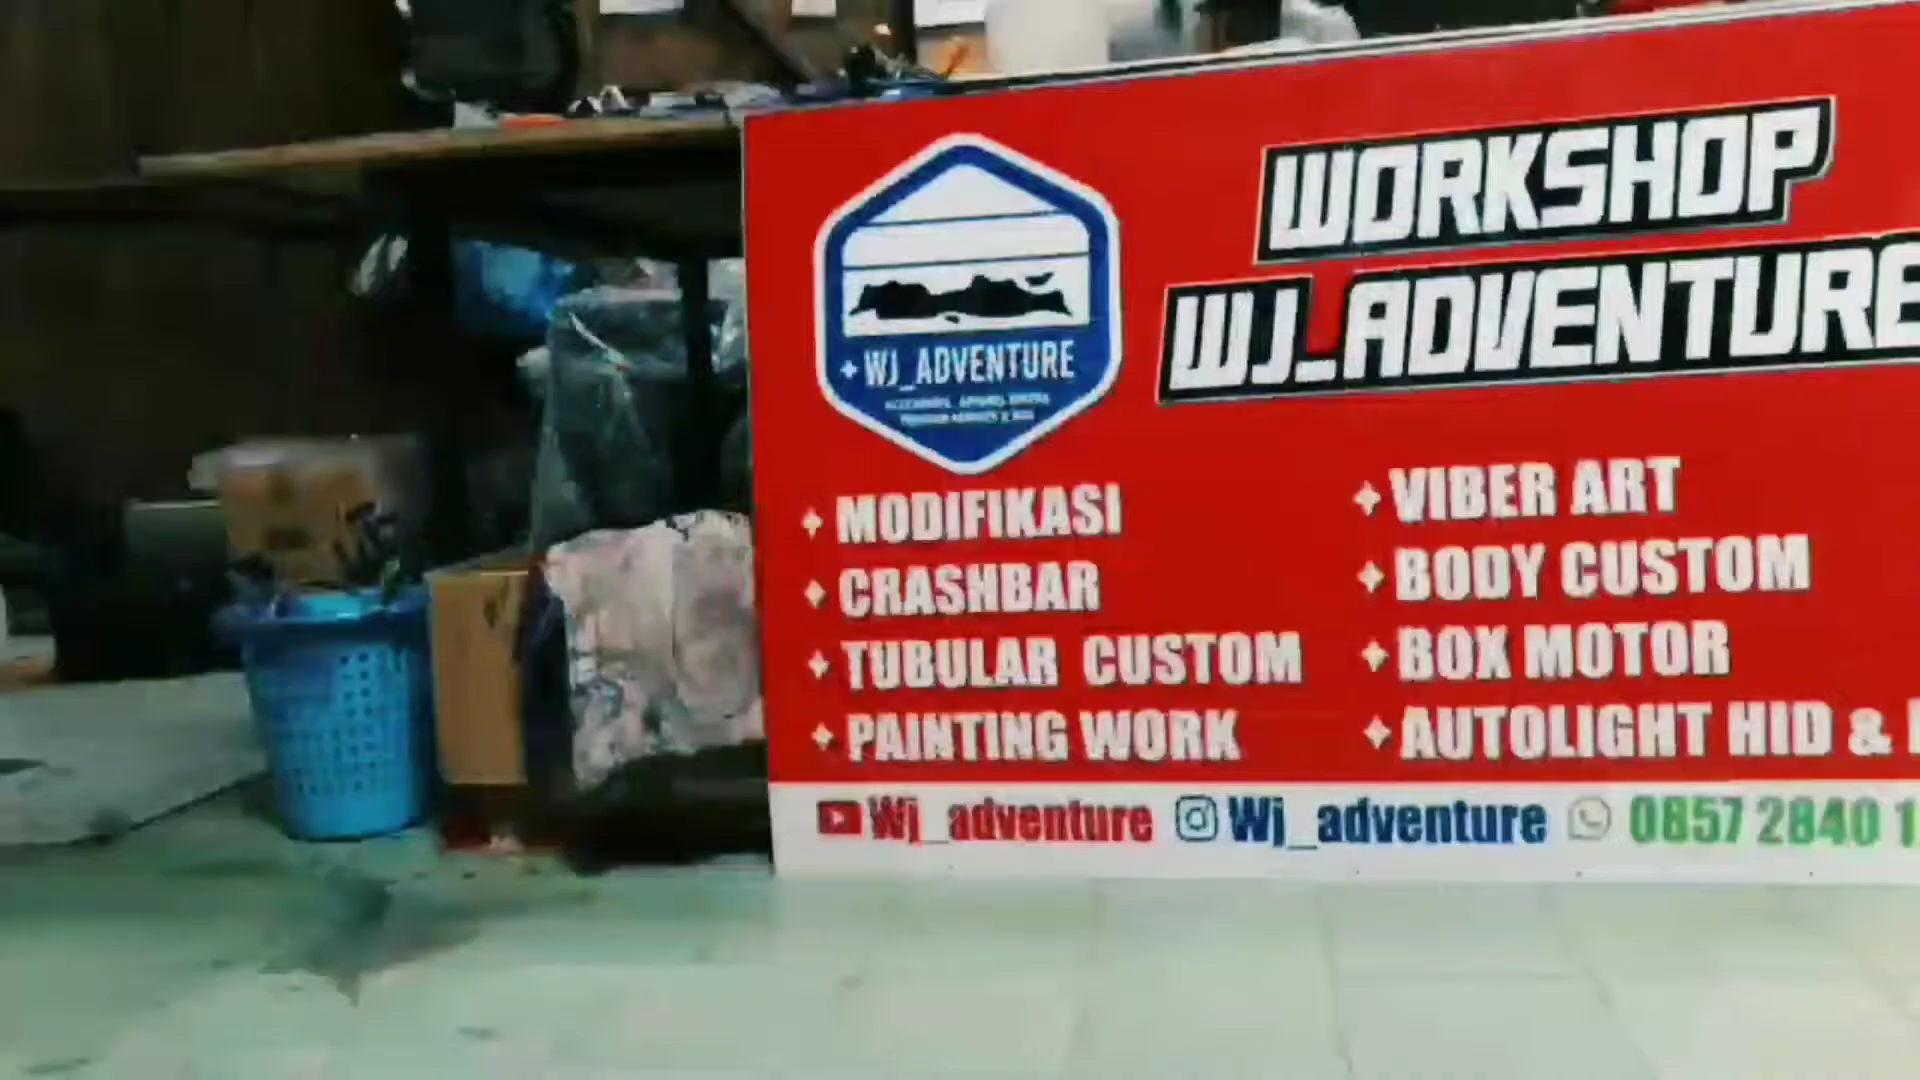 WORKSHOP
WJ_ADVENTURE
WJ_ADVENTURE
MODIFIKASI
CRASHBAR
TUBULAR CUSTOM
PAINTING WORK
VIBER ART
BODY CUSTOM
BOX MOTOR
AUTOLIGHT HID &
Wj_adventure
Wj_adventure
0857 2840 1